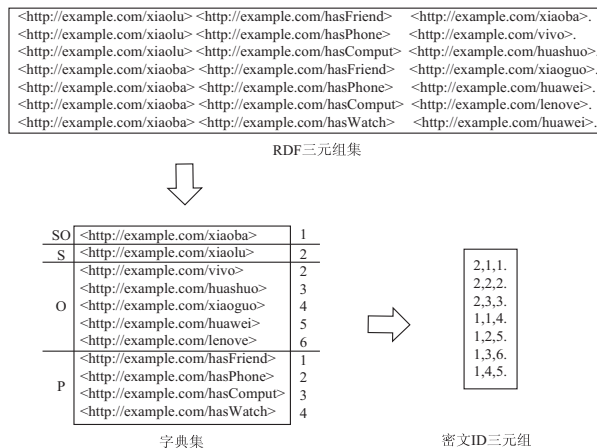 <http://example.com/xiaolu> <http://example.com/hasFriend> <http://example.com/xiaoba>.
<http://example.com/xiaolu> <http://example.com/hasPhone> <http://example.com/vivo>.
<http://example.com/xiaolu> <http://example.com/hasComput> <http://example.com/huashuo>.
<http://example.com/xiaoba> <http://example.com/hasFriend> <http://example.com/xiaoguo>.
<http://example.com/xiaoba> <http://example.com/hasPhone> <http://example.com/huawei>.
<http://example.com/xiaoba> <http://example.com/hasComput> <http://example.com/lenove>.
<http://example.com/xiaoba> <http://example.com/hasWatch> <http://example.com/huawei>.
RDF三元组集
SO <http://example.com/xiaoba> 1
S <http://example.com/xiaolu> 2
O
<http://example.com/vivo> 2
<http://example.com/huashuo> 3
<http://example.com/xiaoguo> 4
<http://example.com/huawei> 5
<http://example.com/lenove> 6
P
<http://example.com/hasFriend> 1
<http://example.com/hasPhone> 2
<http://example.com/hasComput> 3
<http://example.com/hasWatch> 4
字典集
2,1,1.
2,2,2.
2,3,3.
1,1,4.
1,2,5.
1,3,6.
1,4,5.
密文ID三元组